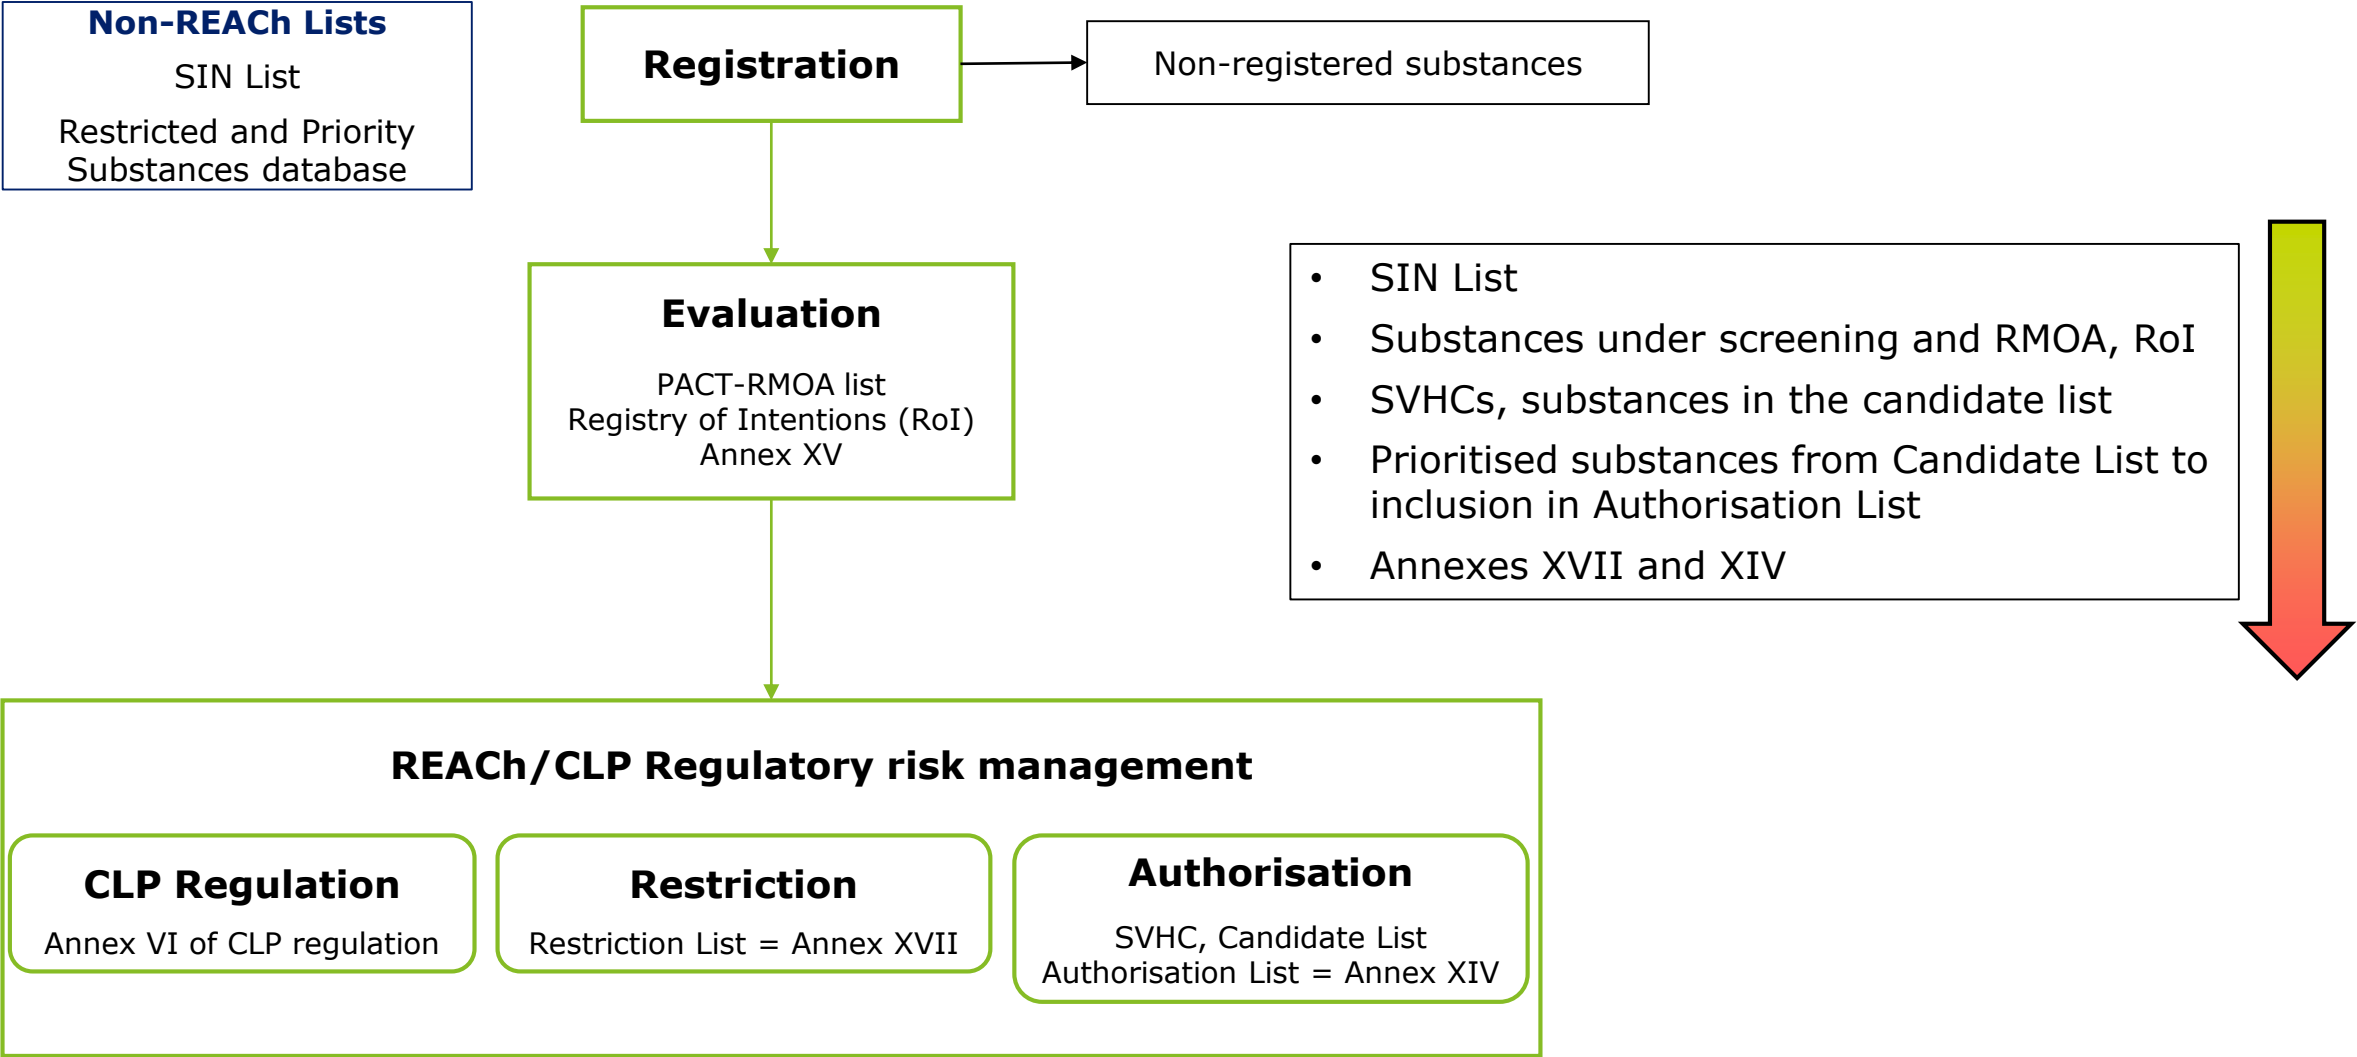 Non-REACh Lists
SIN List
Restricted and Priority
Substances database
Registration
Non-registered substances
Evaluation
PACT-RMOA list
Registry of Intentions (RoI)
Annex XV
• SIN List
• Substances under screening and RMOA, RoI
• SVHCs, substances in the candidate list
• Prioritised substances from Candidate List to
inclusion in Authorisation List
• Annexes XVII and XIV
REACh/CLP Regulatory risk management
CLP Regulation
Annex VI of CLP regulation
Restriction
Restriction List = Annex XVII
Authorisation
SVHC, Candidate List
Authorisation List = Annex XIV